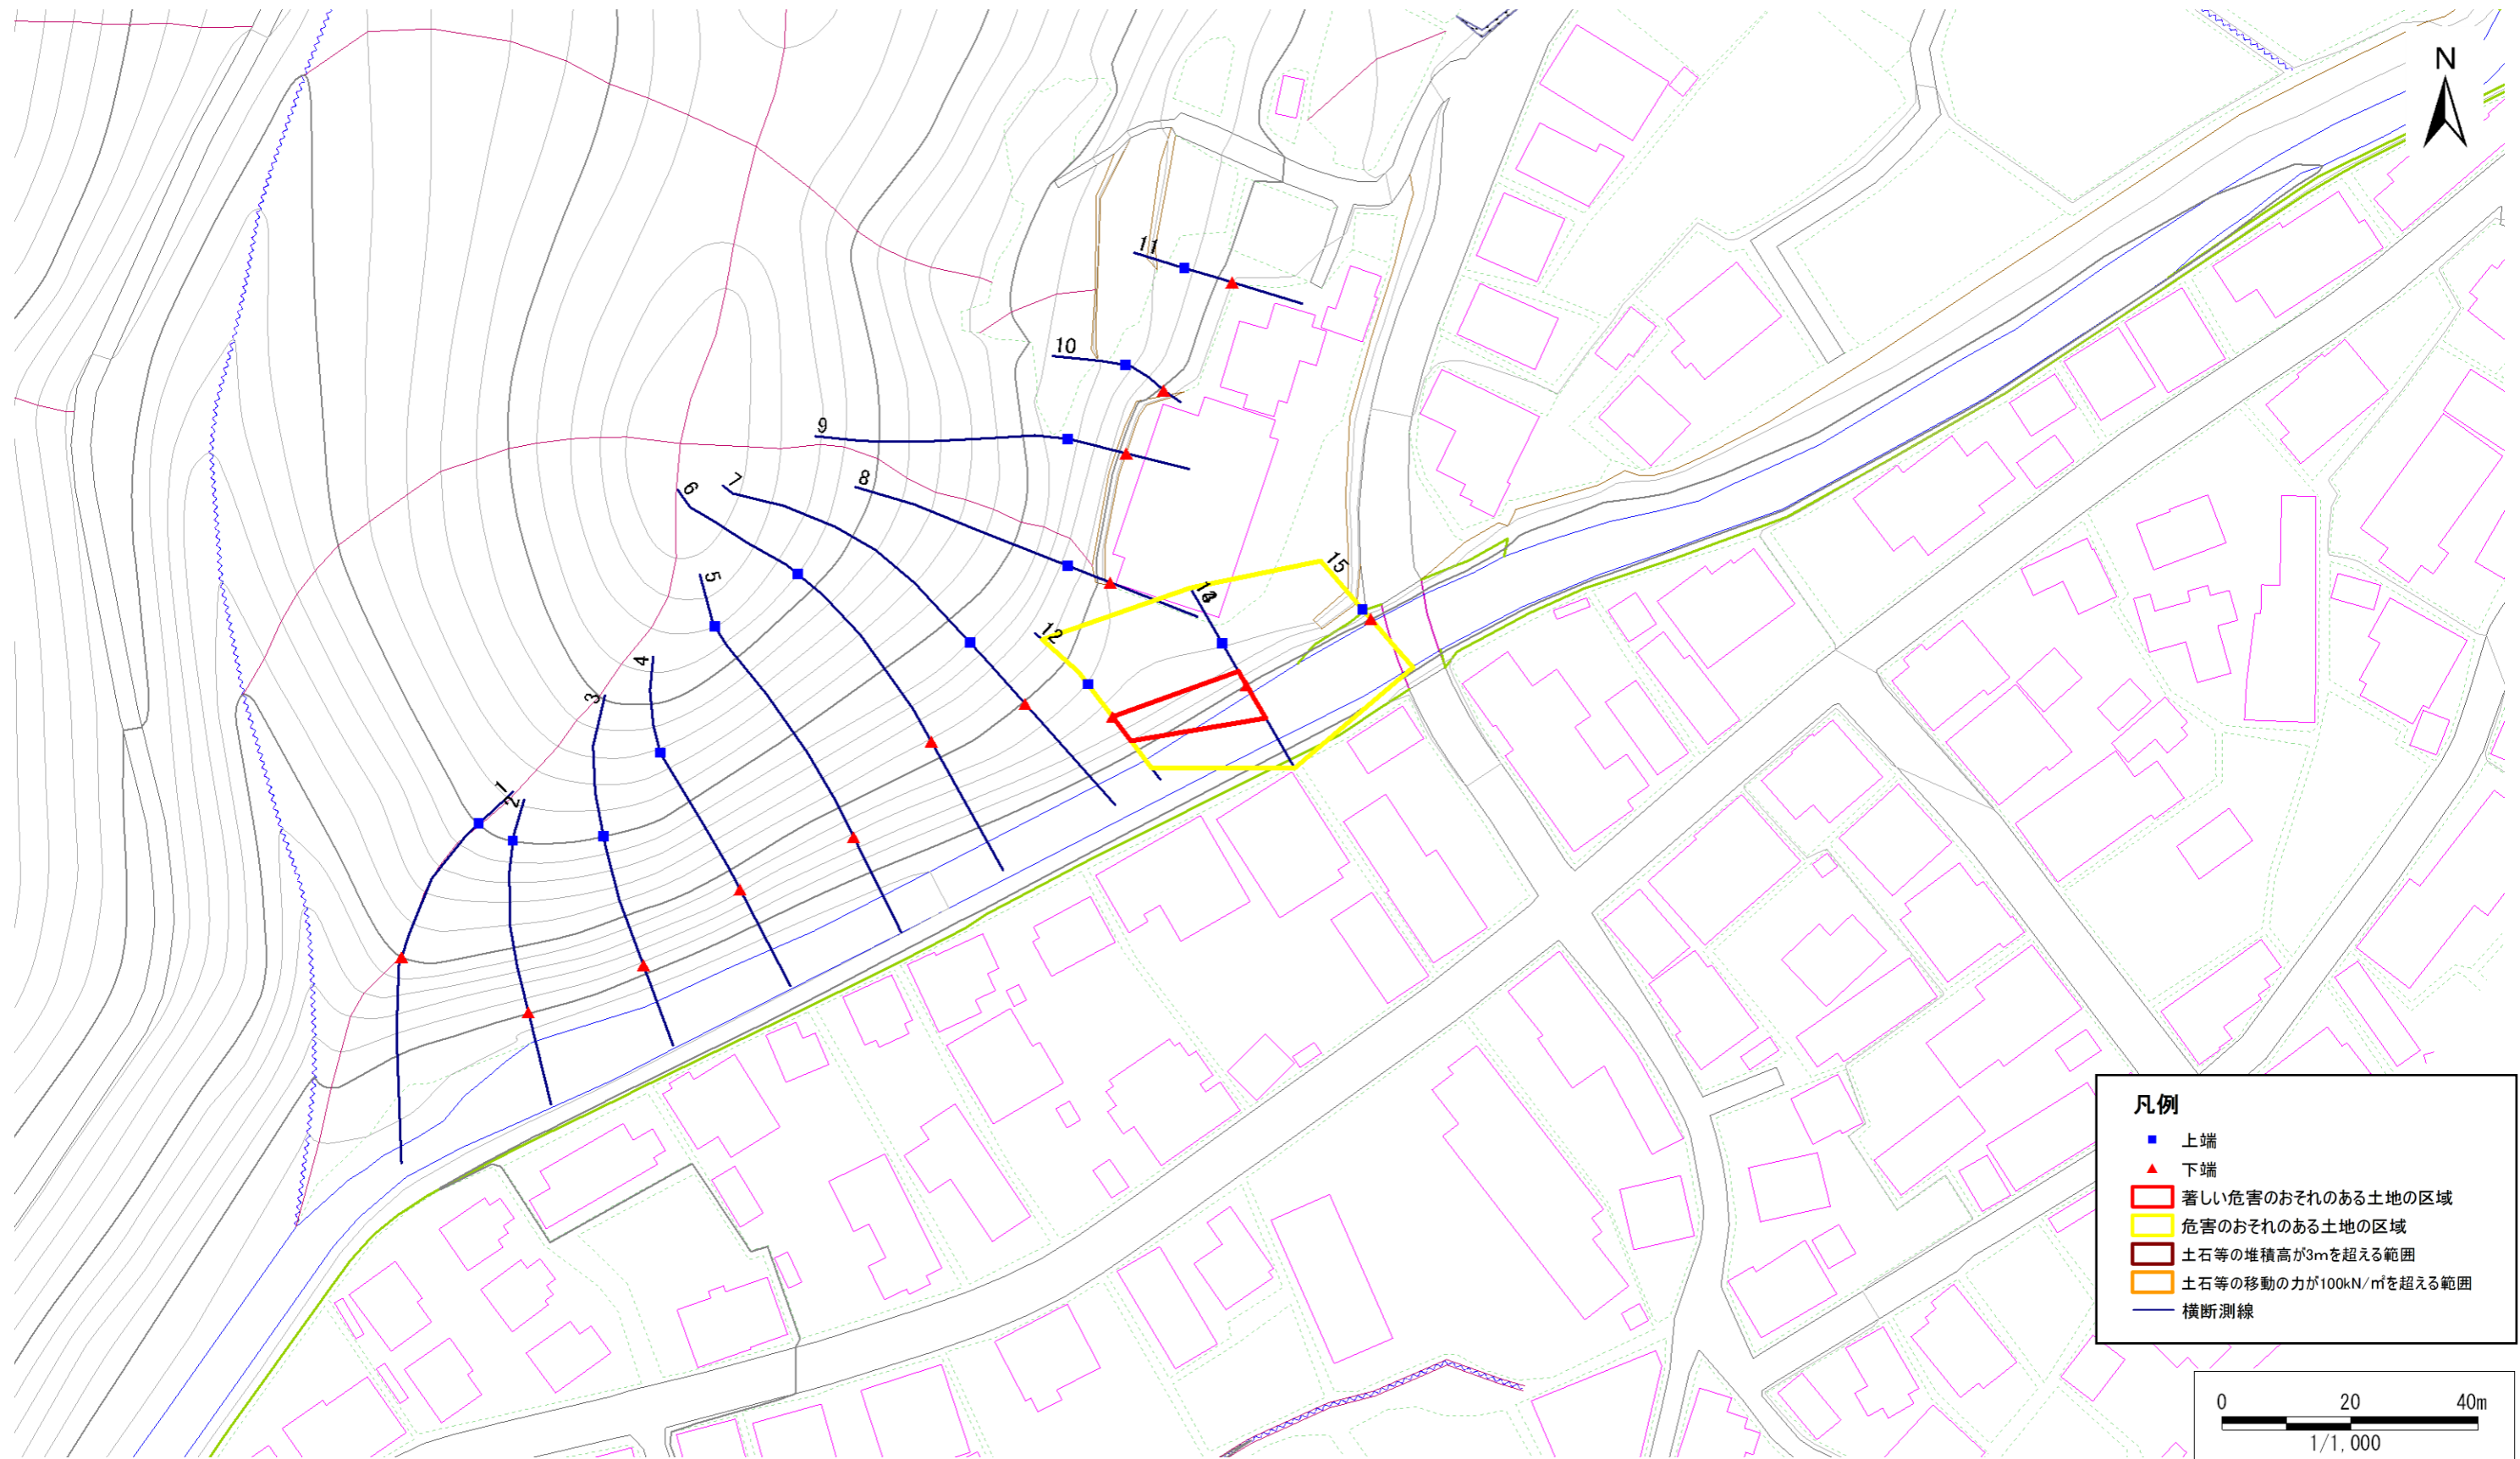 N
11
10
9
8
7
6
15
5
12
4
3
1
2
凡例
上端
下端
著しい危害のおそれのある土地の区域
危害のおそれのある土地の区域
土石等の堆積高が3mを超える範囲
土石等の移動の力が100kN/㎡を超える範囲
横断測線
0 20 40m
1/1,000